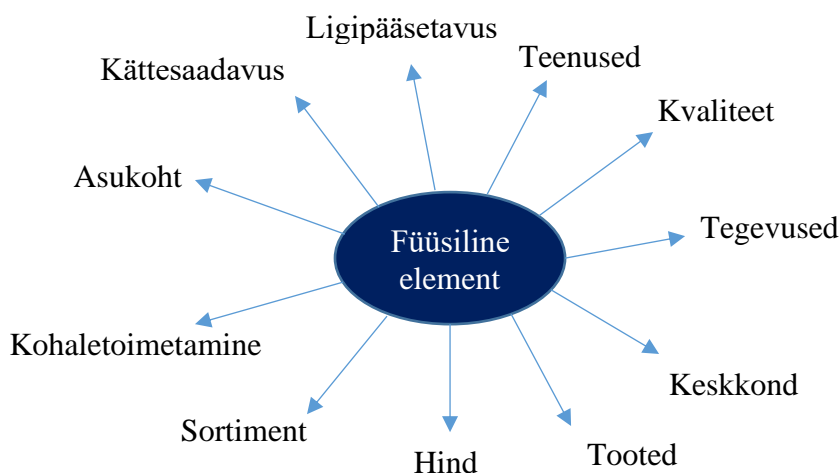 Ligipääsetavus
Teenused
Kättesaadavus
Kvaliteet
Asukoht
Tegevused
Füüsiline
element
Kohaletoimetamine
Keskkond
Sortiment
Hind
Tooted